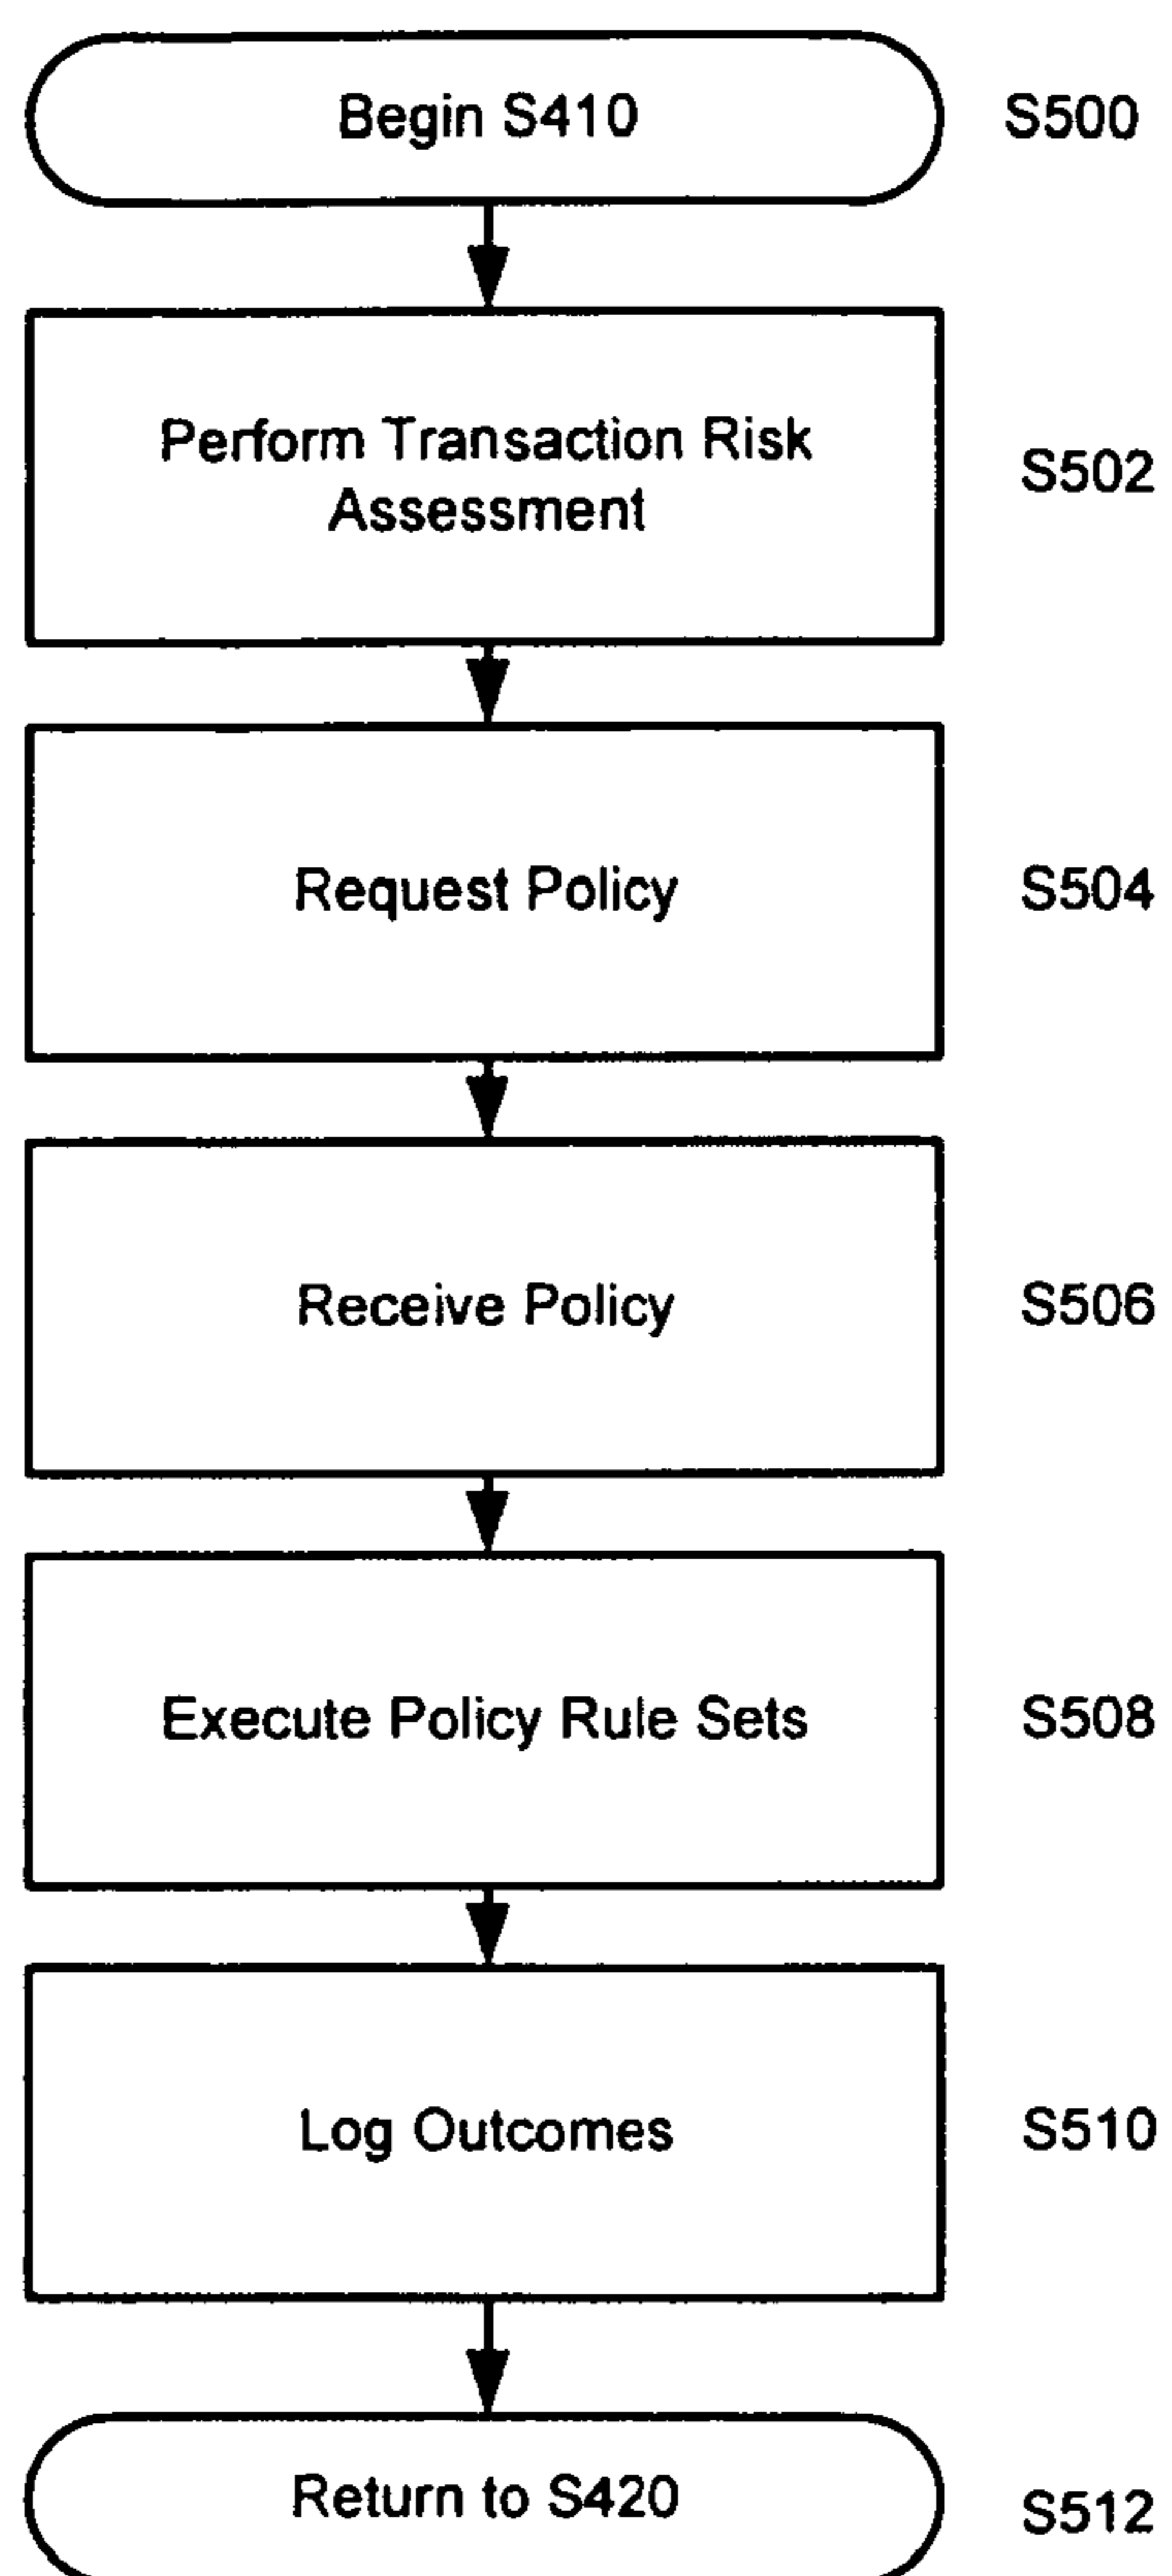 Begin S410
S500
Perform Transaction Risk
Assessment
S502
Request Policy
S504
Receive Policy
S506
Execute Policy Rule Sets
S508
Log Outcomes
S510
Return to S420
S512